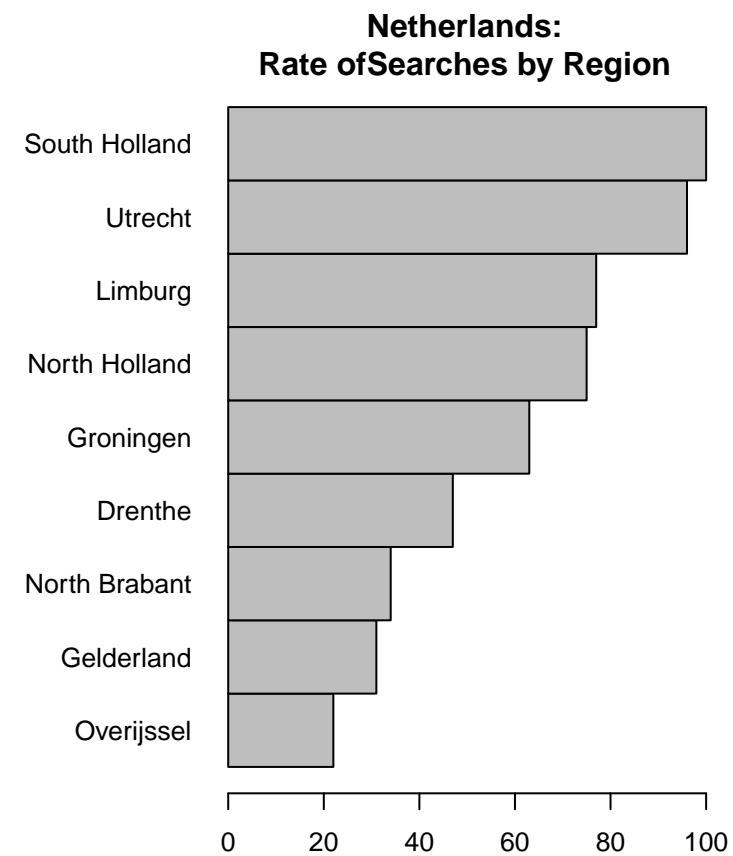 Netherlands:
Rate ofSearches by Region
South Holland
Utrecht
Limburg
North Holland
Groningen
Drenthe
North Brabant
Gelderland
Overijssel
0 20 40 60 80 100